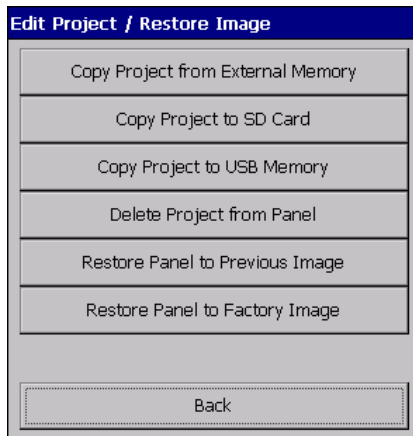 Edit Project / Restore Image
Copy Project from External Memory
Copy Project to SD Card
Copy Project to USB Memory
Delete Project from Panel
Restore Panel to Previous Image
Restore Panel to Factory Image
Back